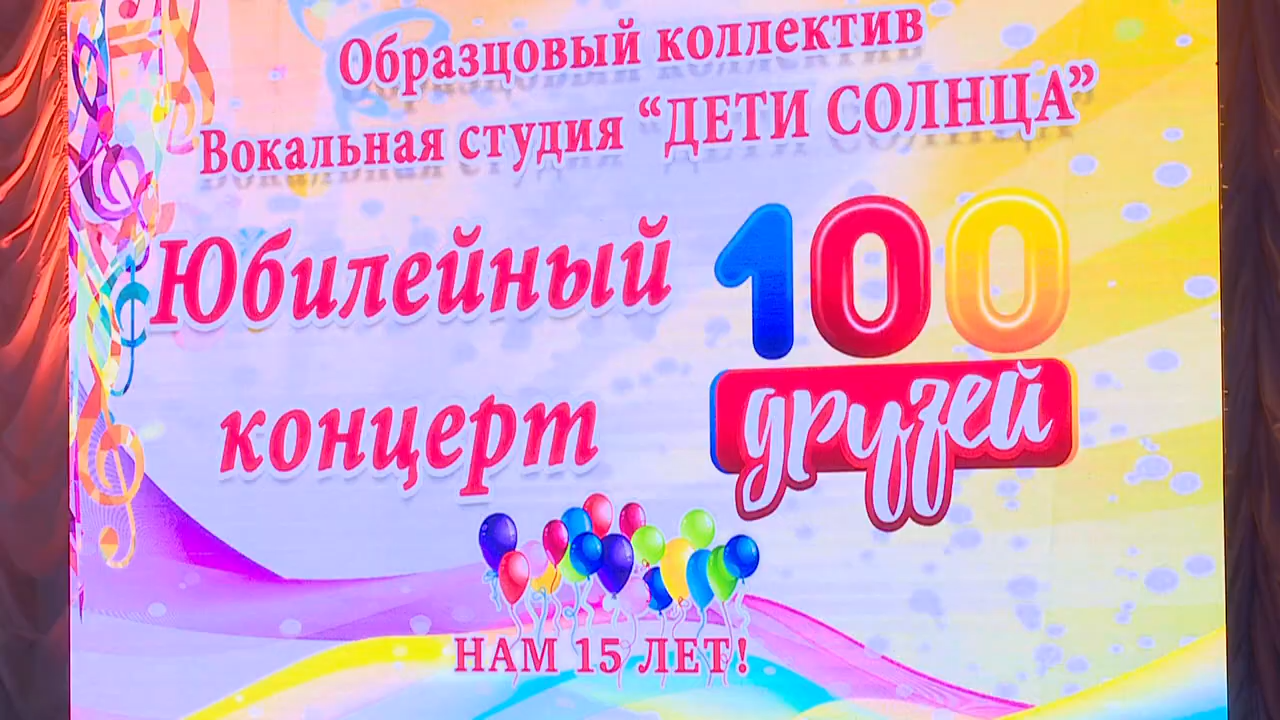 Образцовый коллектив
Вокальная студия “ДЕТИ СОЛНЦА”
Юбилейный
концерт
100
друзей
НАМ 15 ЛЕТ!